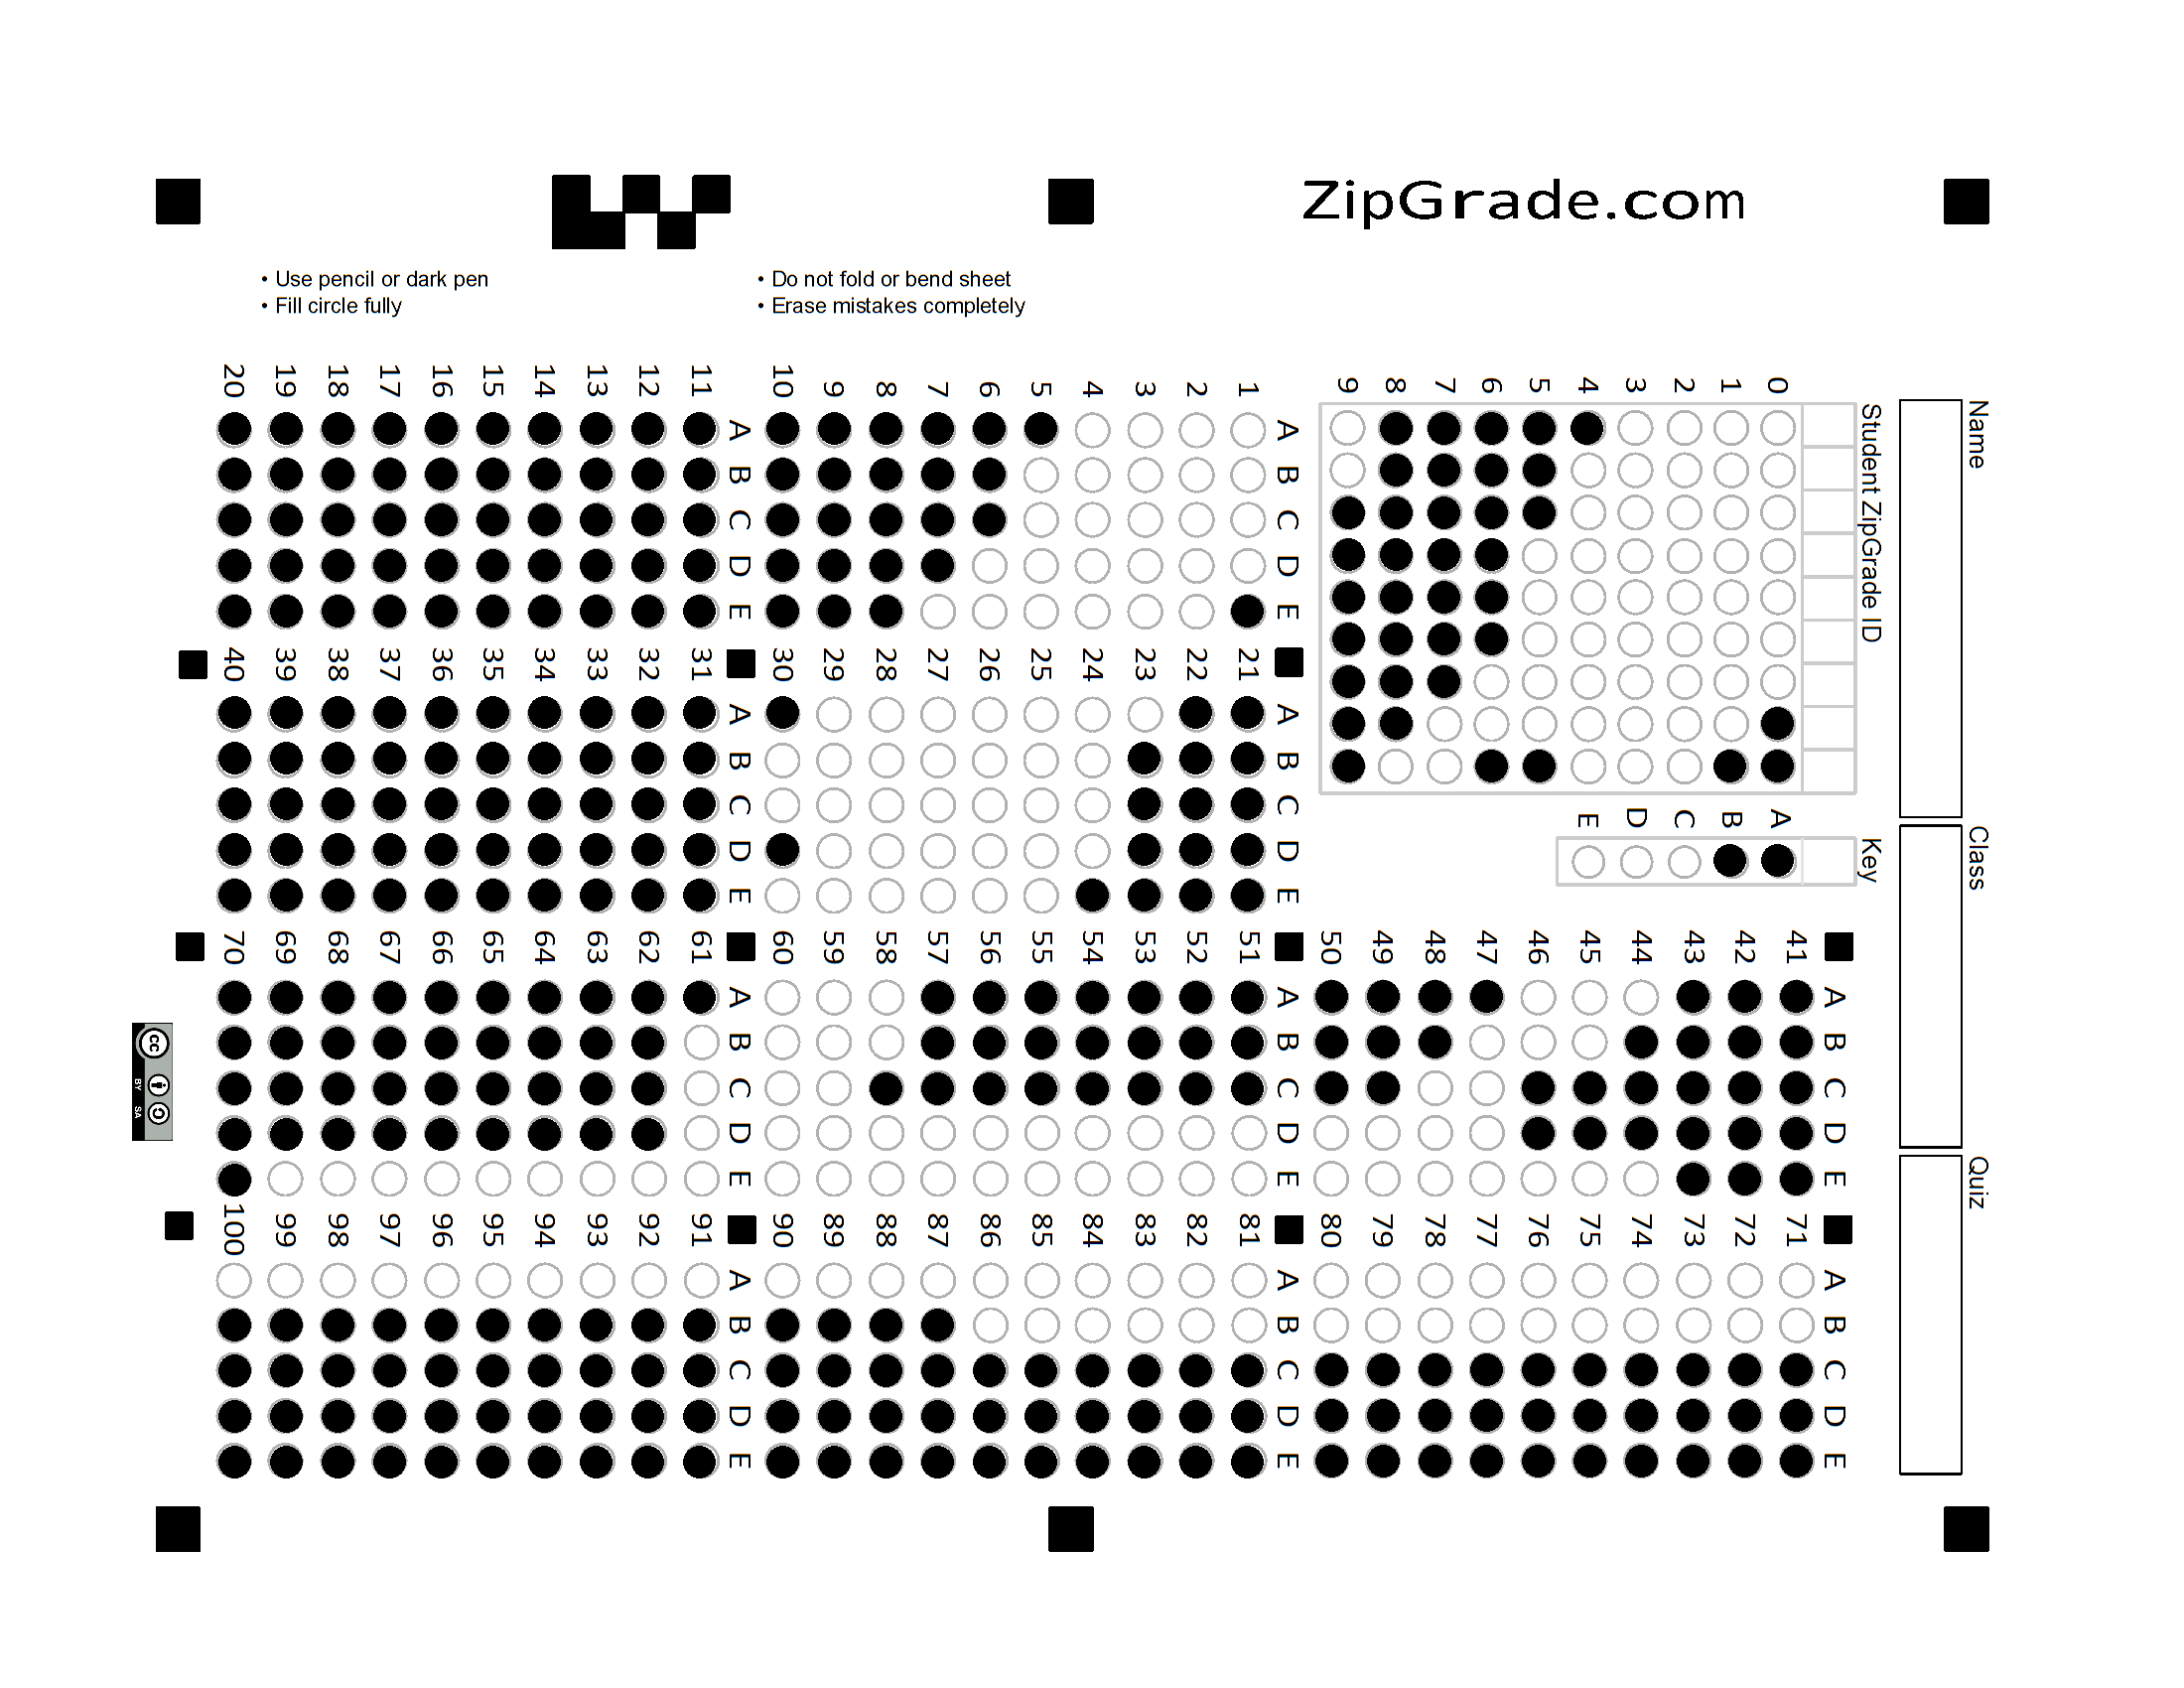 ZipGrade.com
• Use pencil or dark pen
• Fill circle fully
• Do not fold or bend sheet
• Erase mistakes completely
Name Class Quiz
Student ZipGrade ID Key
0
1
2
3
4
5
6
7
8
9
A
B
C
D
E
A B C D E A B C D E
41 71
42 72
43 73
44 74
45 75
46 76
47 77
48 78
49 79
50 80
A B C D E A B C D E A B C D E A B C D E
1 21 51 81
2 22 52 82
3 23 53 83
4 24 54 84
5 25 55 85
6 26 56 86
7 27 57 87
8 28 58 88
9 29 59 89
10 30 60 90
A B C D E A B C D E A B C D E A B C D E
11 31 61 91
12 32 62 92
13 33 63 93
14 34 64 94
15 35 65 95
16 36 66 96
17 37 67 97
18 38 68 98
19 39 69 99
20 40 70 100
cc
BY SA